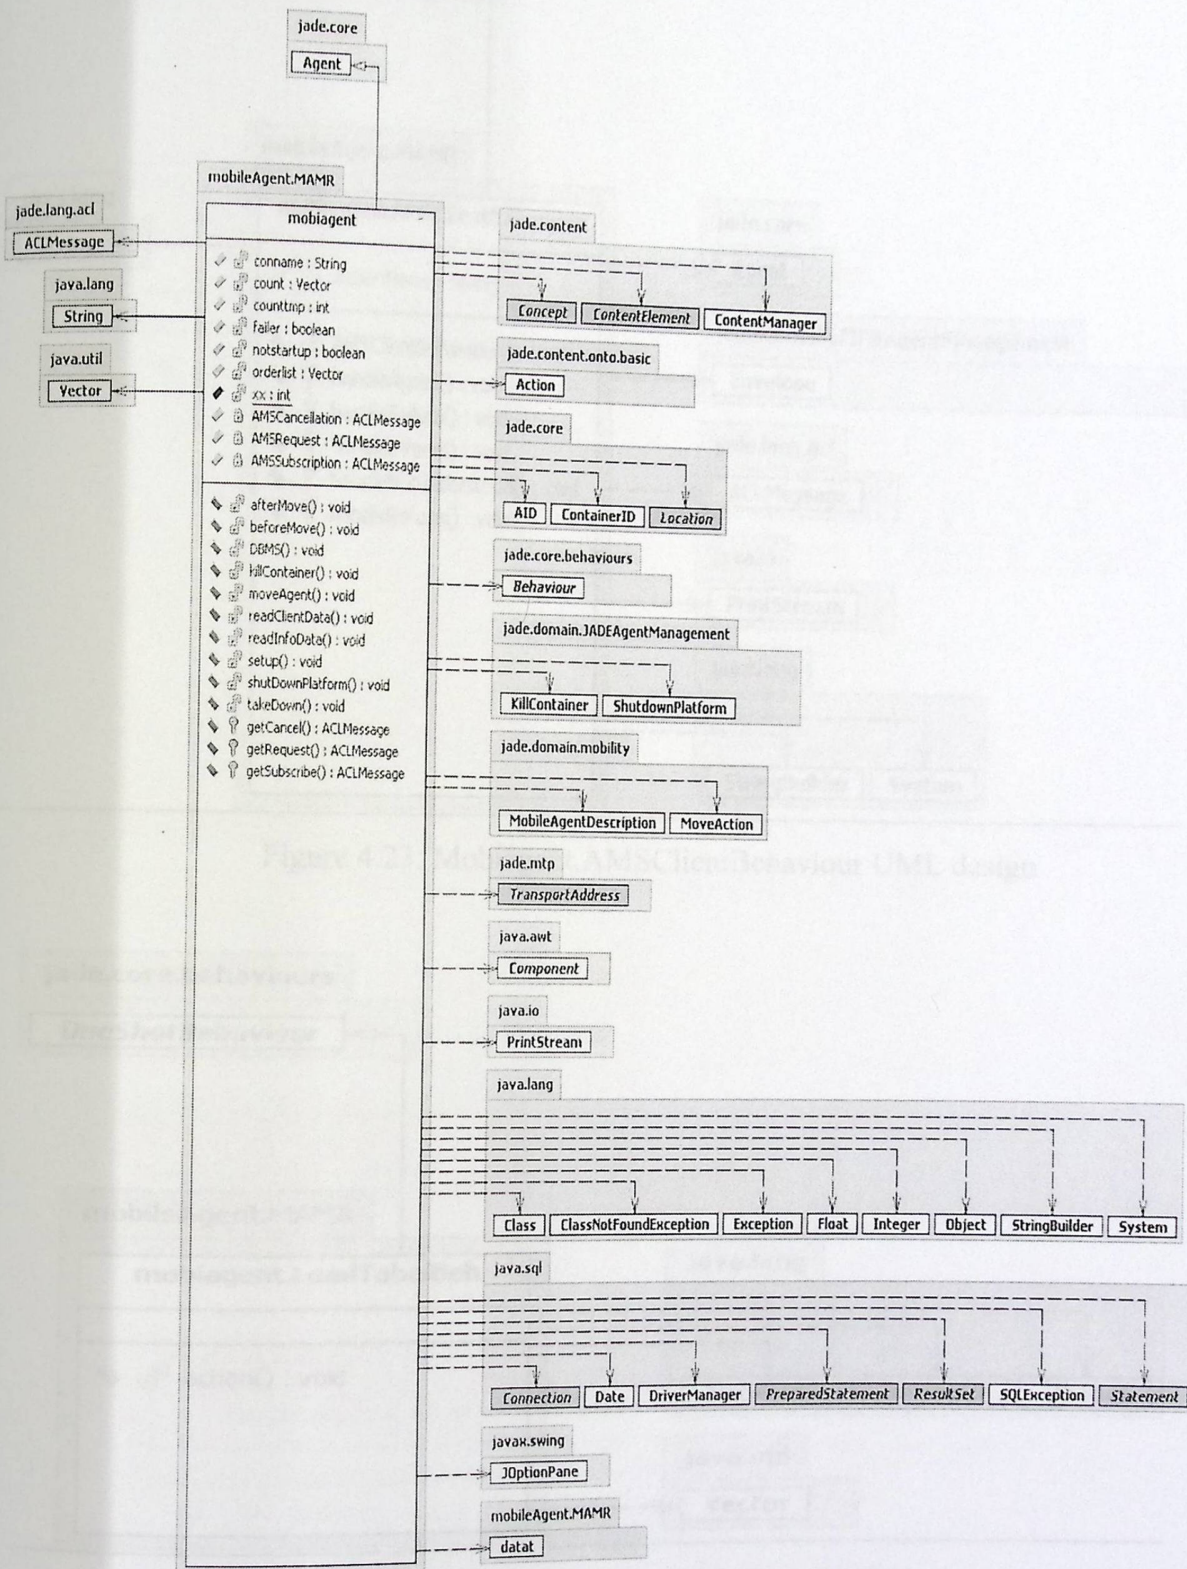 jade.core
Agent
mobileAgent.MAMR
mobiagent
jade.lang.acl
ACLMessage
java.lang
String
java.util
Vector
conname : String
count : Vector
counttmp : int
failer : boolean
notstartup : boolean
orderlist : Vector
xx : int
AMSCancellation : ACLMessage
AMSRequest : ACLMessage
AMSSubscription : ACLMessage
afterMove() : void
beforeMove() : void
DBMS() : void
killContainer() : void
moveAgent() : void
readClientData() : void
readInfoData() : void
setup() : void
shutDownPlatform() : void
takeDown() : void
getCancel() : ACLMessage
getRequest() : ACLMessage
getSubscribe() : ACLMessage
jade.content
Concept ContentElement ContentManager
jade.content.onto.basic
Action
jade.core
AID ContainerID Location
jade.core.behaviours
Behaviour
jade.domain.JADEAgentManagement
KillContainer ShutdownPlatform
jade.domain.mobility
MobileAgentDescription MoveAction
jade.mtp
TransportAddress
java.awt
Component
java.io
PrintStream
java.lang
Class ClassNotFoundException Exception Float Integer Object StringBuilder System
java.sql
Connection Date DriverManager PreparedStatement ResultSet SQLException Statement
javax.swing
JOptionPane
mobileAgent.MAMR
datat